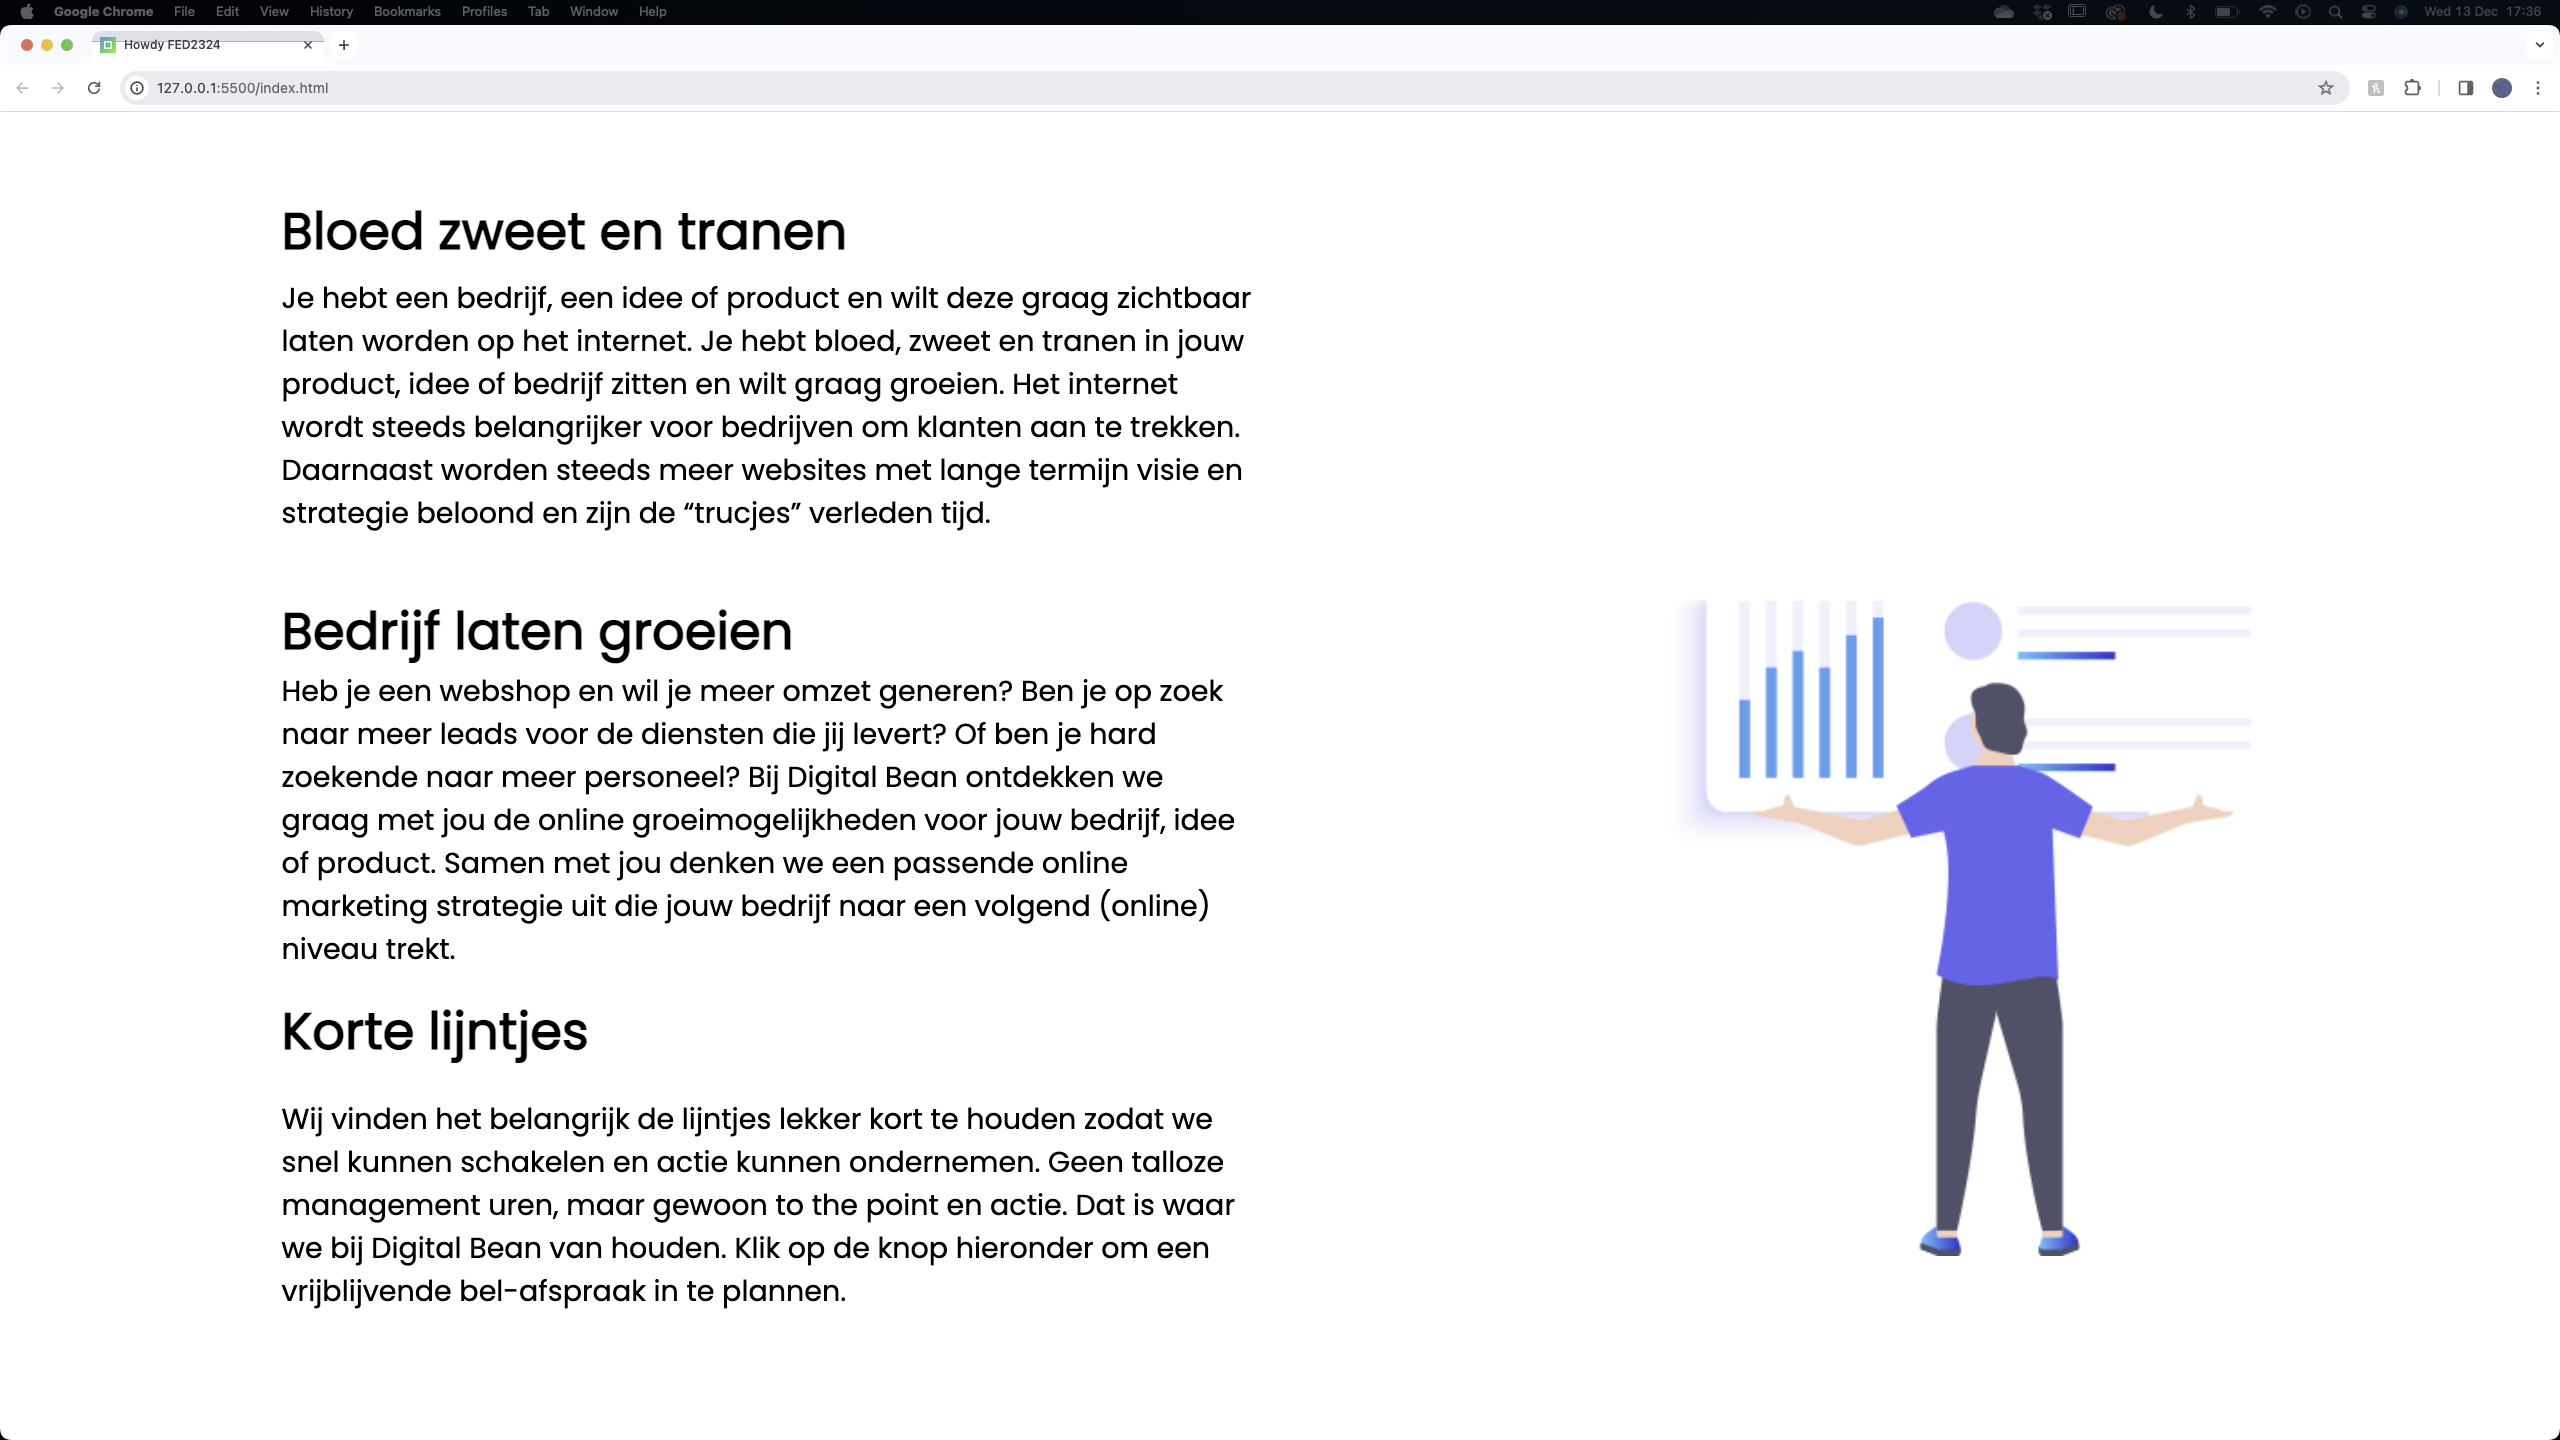 Google Chrome File Edit View History Bookmarks Profiles Tab Window Help Wed 13 Dec 17:36
Howdy FED2324
127.0.0.1:5500/index.html
Bloed zweet en tranen
Je hebt een bedrijf, een idee of product en wilt deze graag zichtbaar
laten worden op het internet. Je hebt bloed, zweet en tranen in jouw
product, idee of bedrijf zitten en wilt graag groeien. Het internet
wordt steeds belangrijker voor bedrijven om klanten aan te trekken.
Daarnaast worden steeds meer websites met lange termijn visie en
strategie beloond en zijn de “trucjes” verleden tijd.
Bedrijf laten groeien
Heb je een webshop en wil je meer omzet generen? Ben je op zoek
naar meer leads voor de diensten die jij levert? Of ben je hard
zoekende naar meer personeel? Bij Digital Bean ontdekken we
graag met jou de online groeimogelijkheden voor jouw bedrijf, idee
of product. Samen met jou denken we een passende online
marketing strategie uit die jouw bedrijf naar een volgend (online)
niveau trekt.
Korte lijntjes
Wij vinden het belangrijk de lijntjes lekker kort te houden zodat we
snel kunnen schakelen en actie kunnen ondernemen. Geen talloze
management uren, maar gewoon to the point en actie. Dat is waar
we bij Digital Bean van houden. Klik op de knop hieronder om een
vrijblijvende bel-afspraak in te plannen.